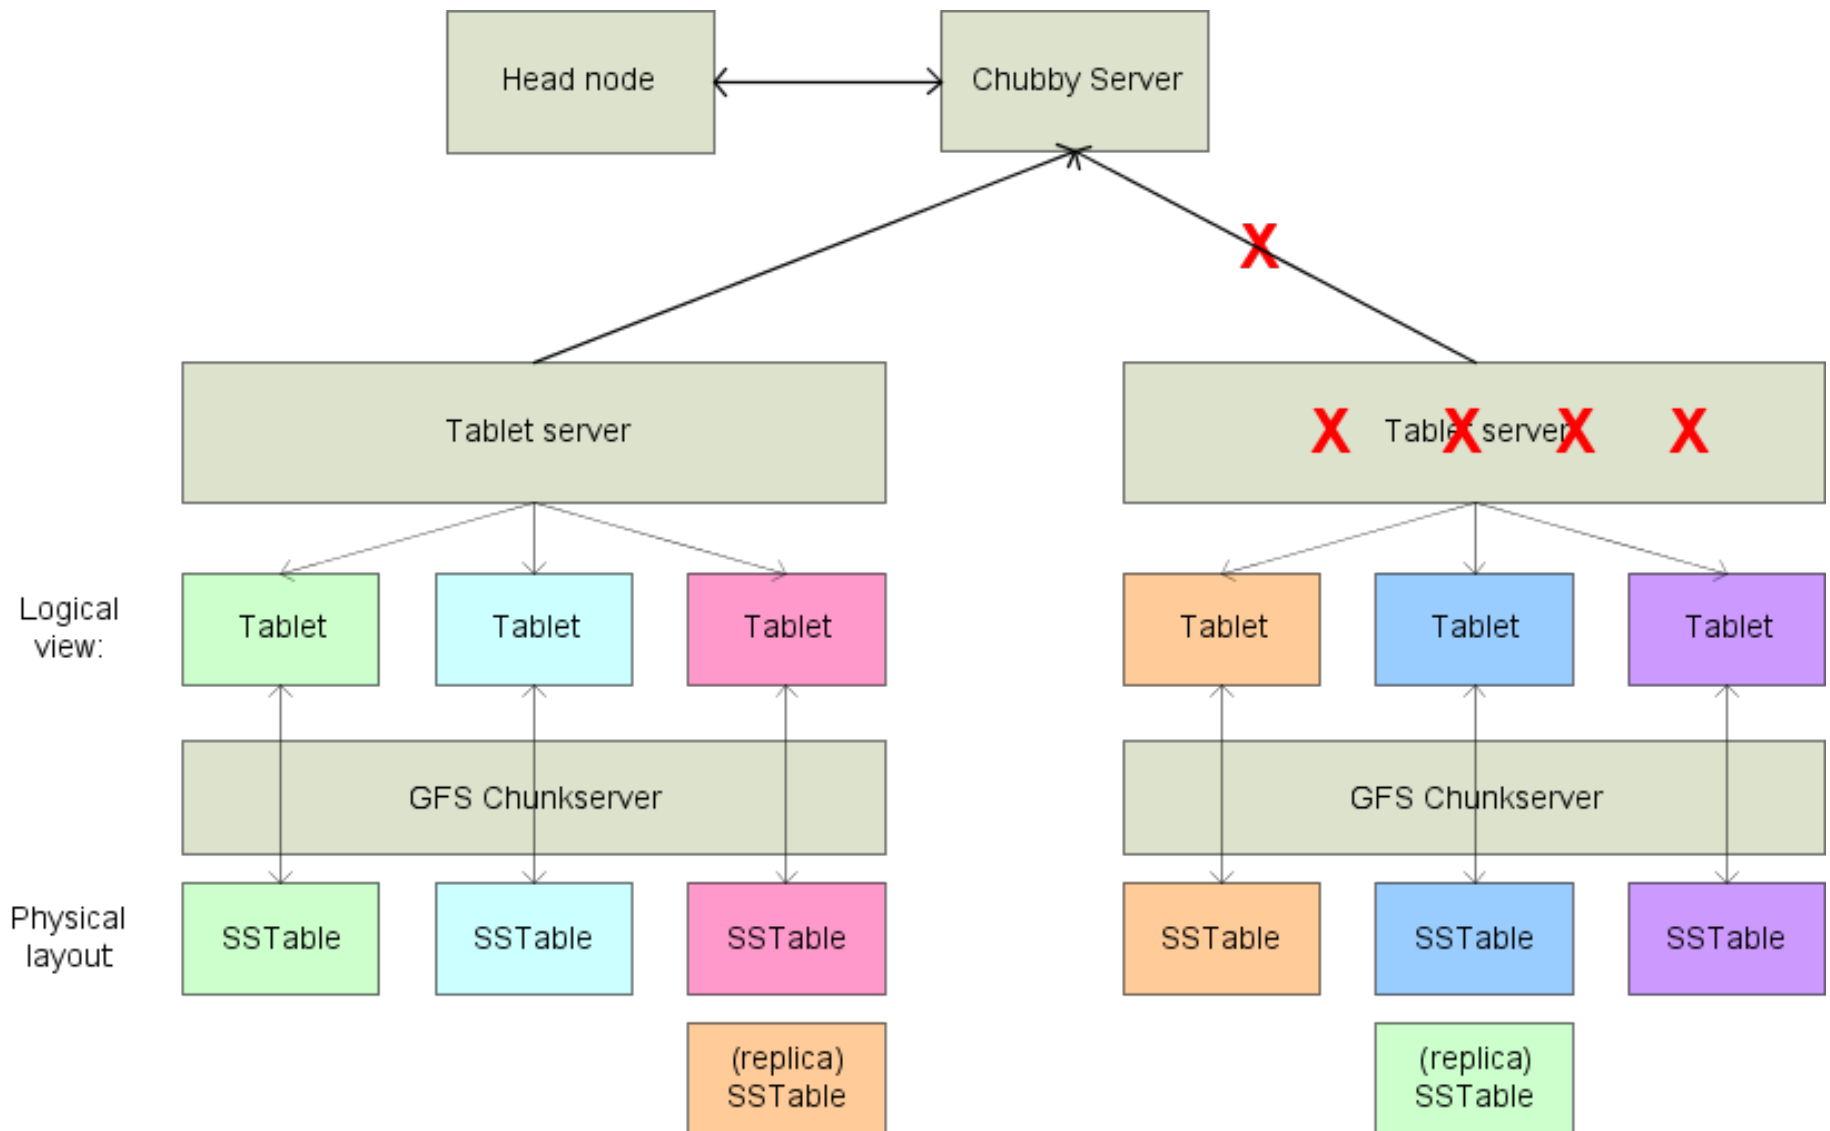 Head node
Chubby Server
X
Tablet server
Tablet server
X X X X
Logical
view:
Tablet
Tablet
Tablet
Tablet
Tablet
Tablet
GFS Chunkserver
GFS Chunkserver
Physical
layout
SSTable
SSTable
SSTable
SSTable
SSTable
SSTable
(replica)
SSTable
(replica)
SSTable